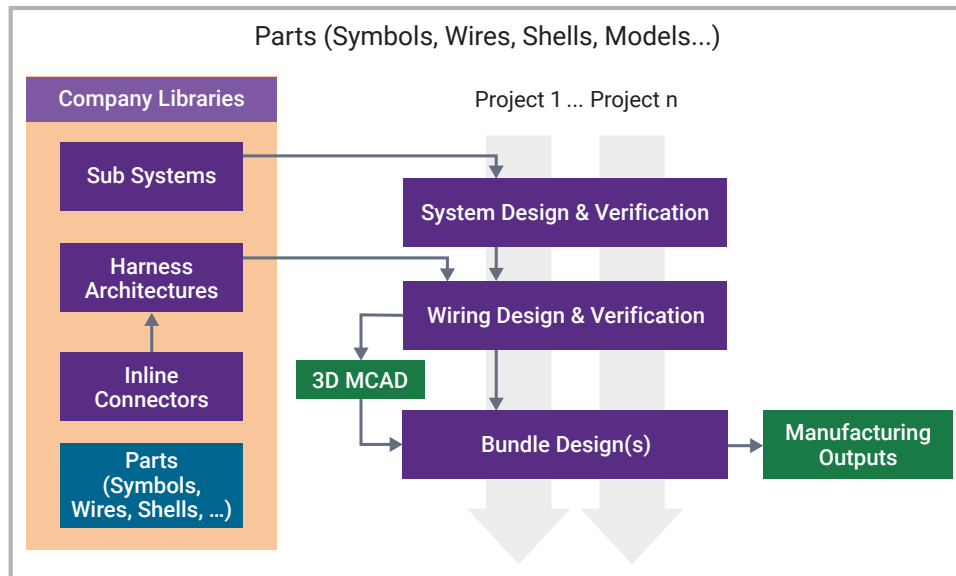 Parts (Symbols, Wires, Shells, Models...)
Company Libraries
Project 1 ... Project n
Sub Systems
System Design & Verification
Harness
Architectures
Wiring Design & Verification
Inline
Connectors
3D MCAD
Bundle Design(s)
Manufacturing
Outputs
Parts
(Symbols,
Wires, Shells, ...)